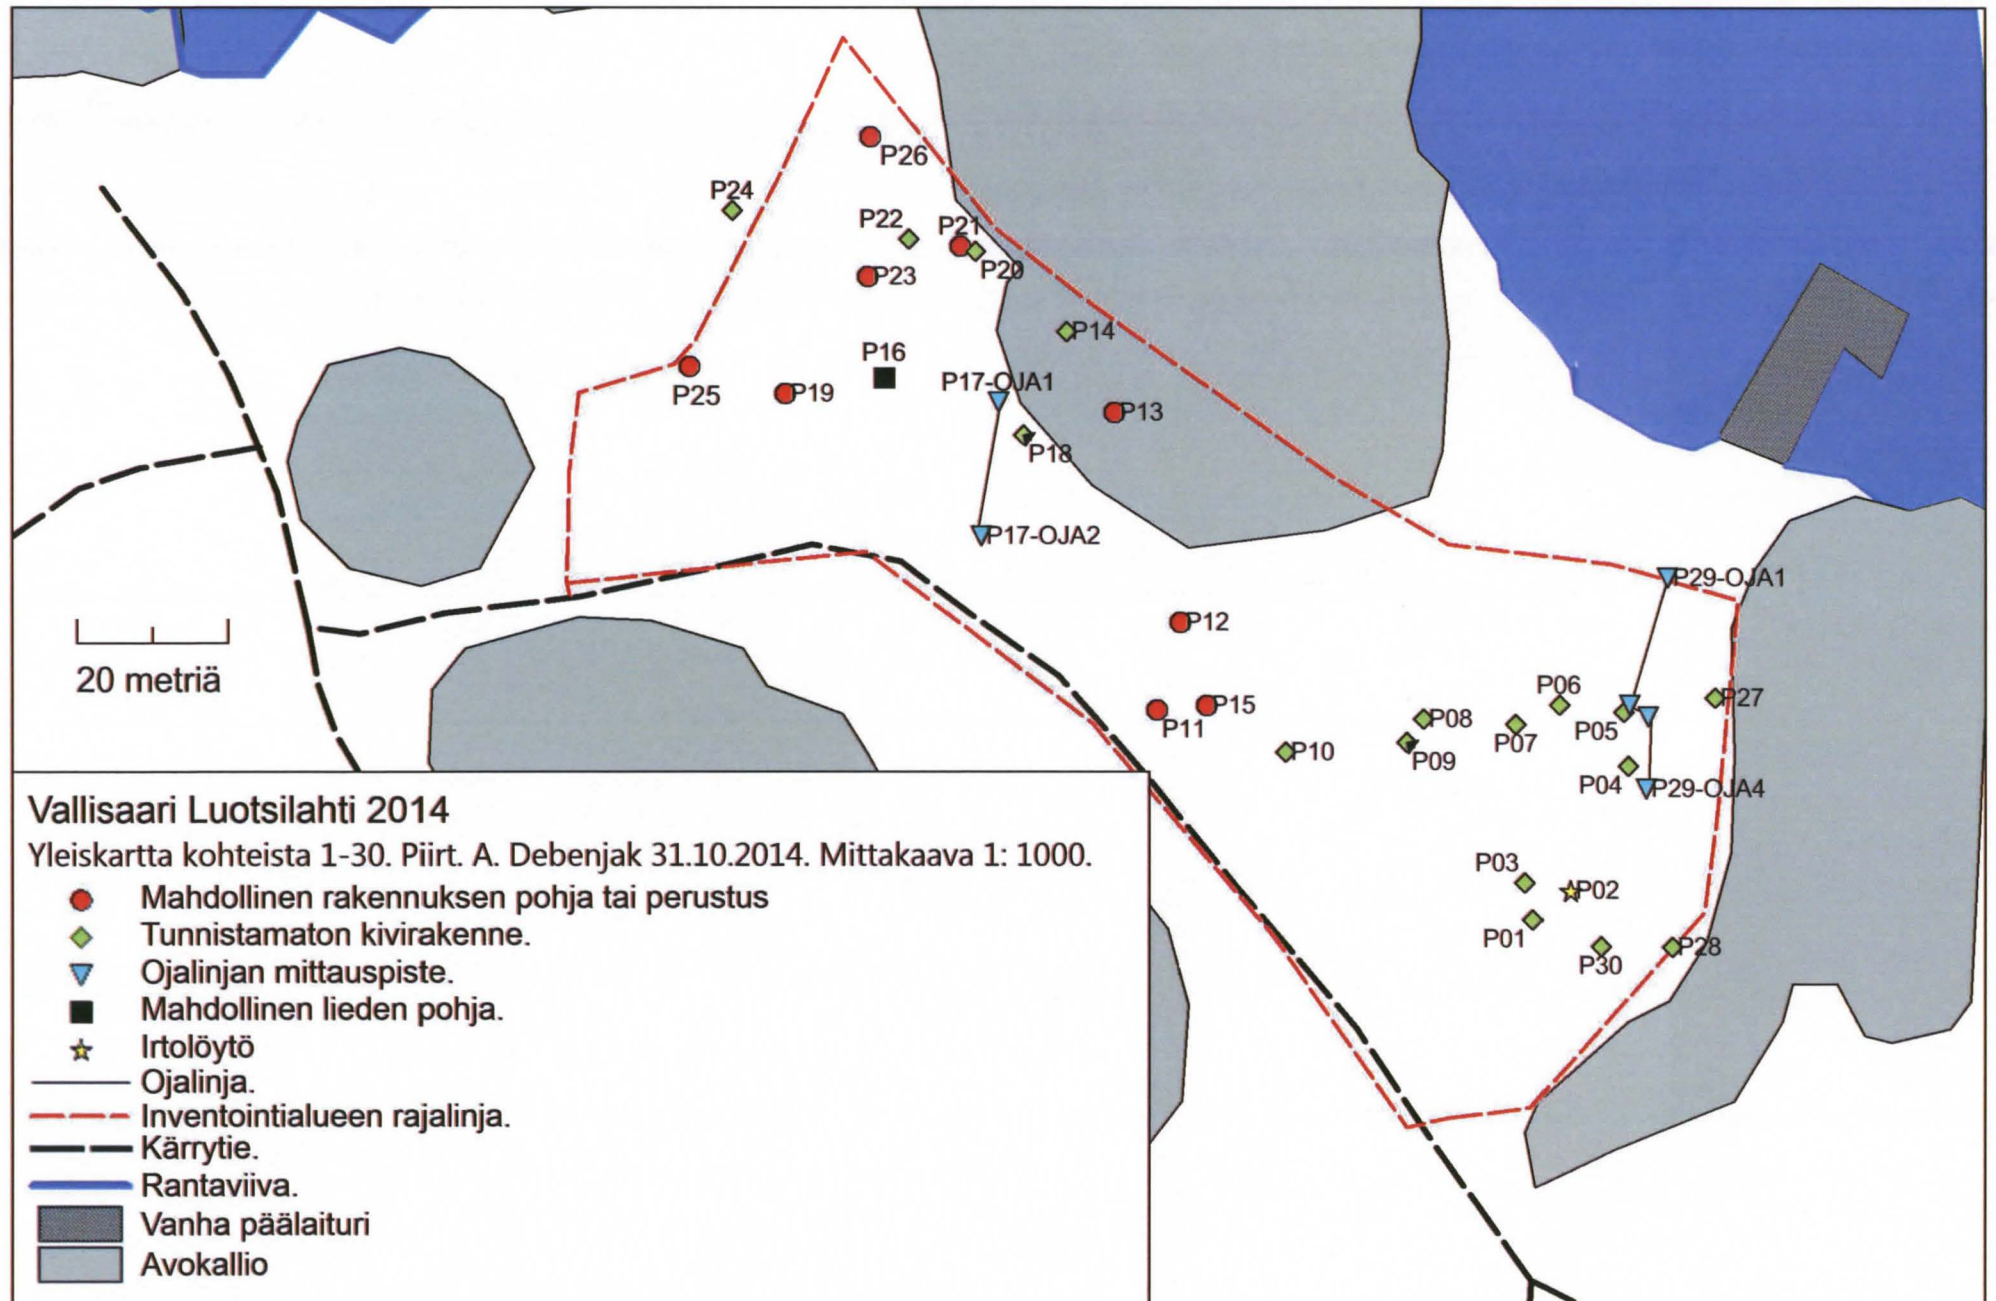 P26
P24
P22
P21
P20
P23
P14
P16
P17-OJA1
P25
P19
P13
P18
P17-OJA2
P29-OJA1
P12
20 metriä
P06
P27
P15
P08
P11
P05
P07
P10
P09
P04
P29-OJA4
P03
P02
P01
P28
P30
Vallisaari Luotsilahti 2014
Yleiskartta kohteista 1-30. Piirt. A. Debenjak 31.10.2014. Mittakaava 1: 1000.
Mahdollinen rakennuksen pohja tai perustus
Tunnistamaton kivirakenne.
Ojalinjan mittauspiste.
Mahdollinen lieden pohja.
Irtolöytö
Ojalinja.
Inventointialueen rajalinja.
Kärrytie.
Rantaviiva.
Vanha päälaituri
Avokallio